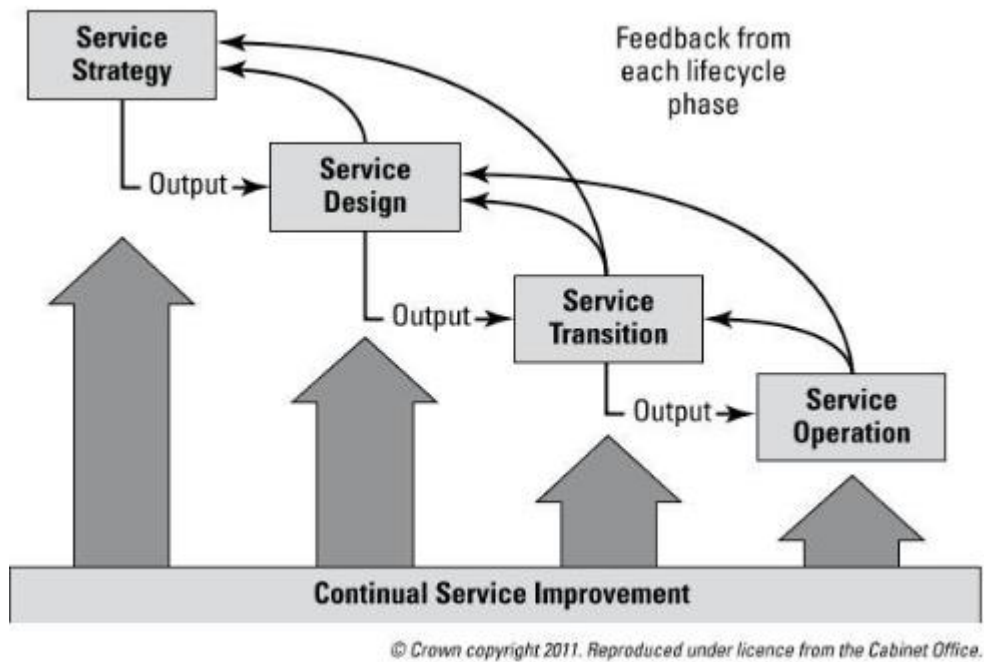 Service
Strategy
Feedback from
each lifecycle
phase
Output
Service
Design
Output
Service
Transition
Output
Service
Operation
Continual Service Improvement
© Crown copyright 2011. Reproduced under licence from the Cabinet Office.